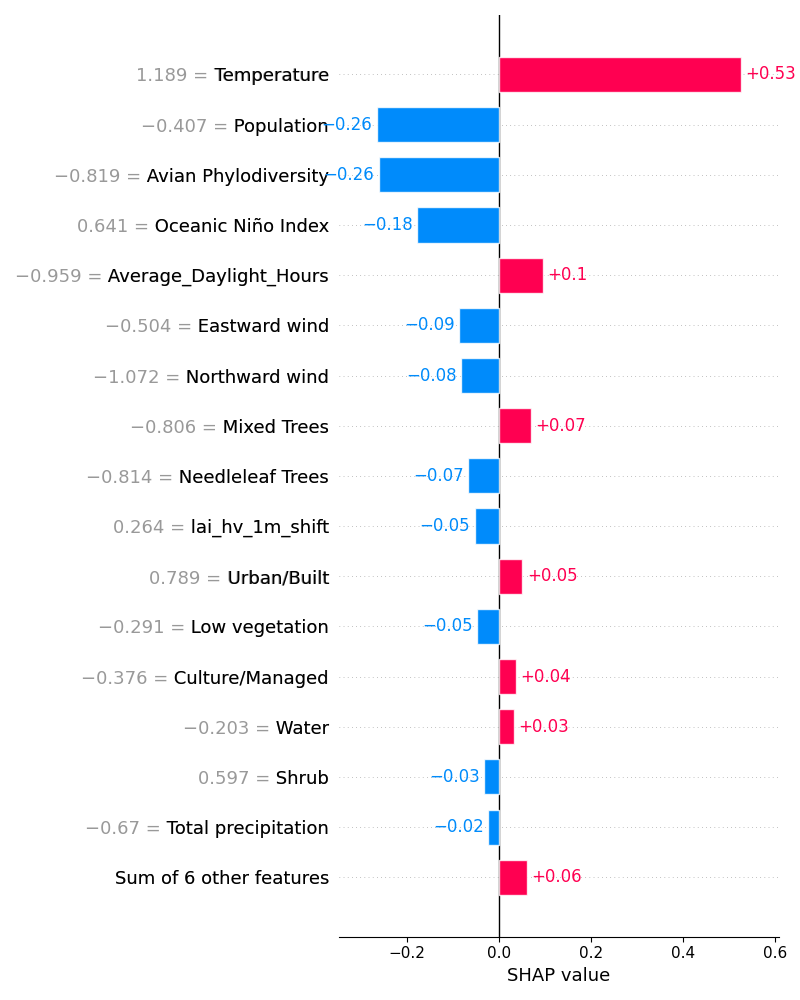 1.189 = Temperature +0.53
−0.407 = Population −0.26
−0.819 = Avian Phylodiversity −0.26
0.641 = Oceanic Niño Index −0.18
−0.959 = Average_Daylight_Hours +0.1
−0.504 = Eastward wind −0.09
−1.072 = Northward wind −0.08
−0.806 = Mixed Trees +0.07
−0.814 = Needleleaf Trees −0.07
0.264 = lai_hv_1m_shift −0.05
0.789 = Urban/Built +0.05
−0.291 = Low vegetation −0.05
−0.376 = Culture/Managed +0.04
−0.203 = Water +0.03
0.597 = Shrub −0.03
−0.67 = Total precipitation −0.02
Sum of 6 other features +0.06
−0.2 0.0 0.2 0.4 0.6
SHAP value